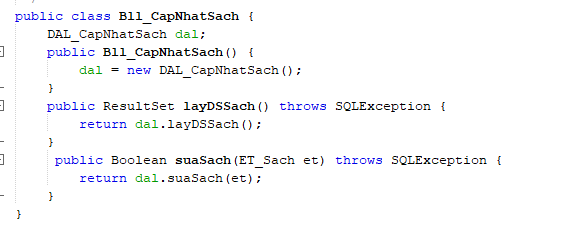 public class Bll_CapNhatSach {
    DAL_CapNhatSach dal;
    public Bll_CapNhatSach() {
        dal = new DAL_CapNhatSach();
    }
    public ResultSet layDSSach() throws SQLException {
        return dal.layDSSach();
    }
     public Boolean suaSach(ET_Sach et) throws SQLException {
        return dal.suaSach(et);
    }
}